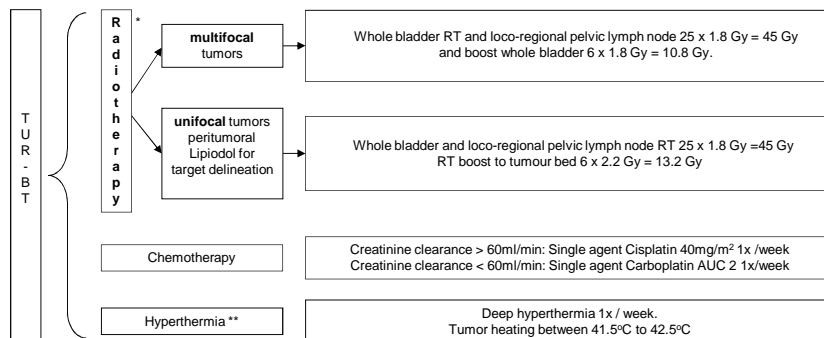 TUR-BT
Radiotherapy *
multifocal
tumors
Whole bladder RT and loco-regional pelvic lymph node 25 x 1.8 Gy = 45 Gy
and boost whole bladder 6 x 1.8 Gy = 10.8 Gy.
unifocal tumors
peritumoral
Lipiodol for
target delineation
Whole bladder and loco-regional pelvic lymph node RT 25 x 1.8 Gy =45 Gy
RT boost to tumour bed 6 x 2.2 Gy = 13.2 Gy
Chemotherapy
Creatinine clearance > 60ml/min: Single agent Cisplatin 40mg/m² 1x /week
Creatinine clearance < 60ml/min: Single agent Carboplatin AUC 2 1x/week
Hyperthermia **
Deep hyperthermia 1x / week.
Tumor heating between 41.5ºC to 42.5ºC